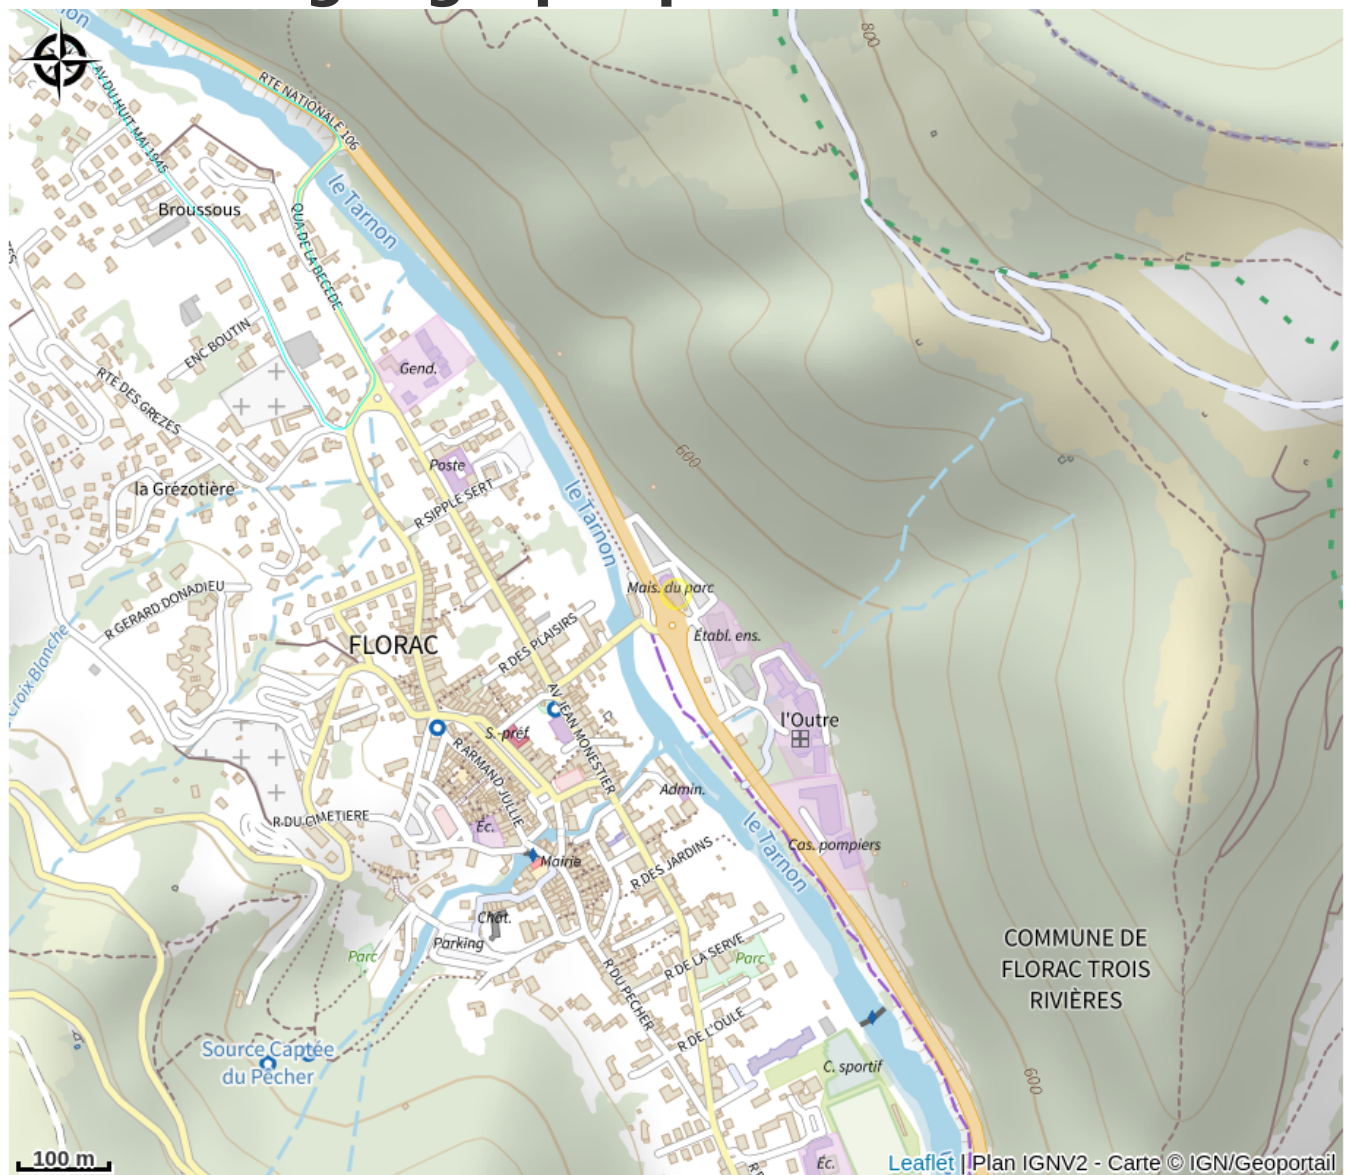 800
RTE NATIONALE 106
AV DU HUIT MAI 1945
le Tarnon
Broussous
QUA DE LA BECEDE
ENC BOUTIN
Gend.
RTE DES GREZES
600
Poste
la Grézotière
R SIPPLE SERT
le Tarnon
Mais. du parc
R GERARD DONADIEU
Établ. ens.
FLORAC
R DES PLAISIRS
Croix Blanche
AV JEAN MONESTIER
l'Outre
S.-préf
R ARMAND JULLIE
Admin.
R DU CIMETIERE
Éc.
le Tarnon
Cas. pompiers
Mairie
R DES JARDINS
Chât.
Parking
COMMUNE DE
FLORAC TROIS
RIVIÈRES
Parc
R DE LA SERVE
Parc
R DU PECHER
R DE L'OULE
Source Captée
du Pêcher
C. sportif
600
100 m
Éc.
Leaflet | Plan IGNV2 - Carte © IGN/Geoportail